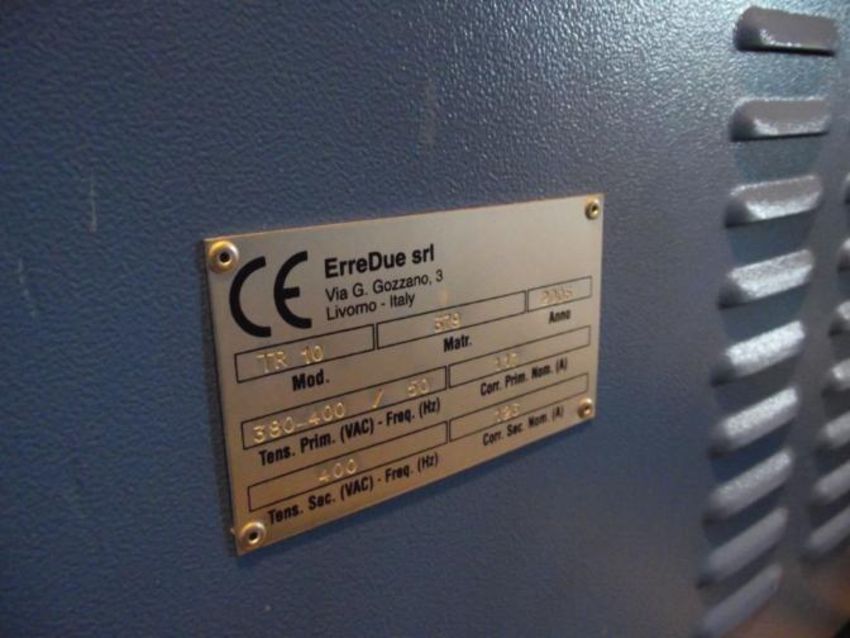 CE
ErreDue srl
Via G. Gozzano, 3
Livorno - Italy
TR 10
Mod.
Matr.
Anno
380-400 / 50
Tens. Prim. (VAC) - Freq. (Hz)
Corr. Prim. Nom. (A)
400
Tens. Sec. (VAC) - Freq. (Hz)
Corr. Sec. Nom. (A)